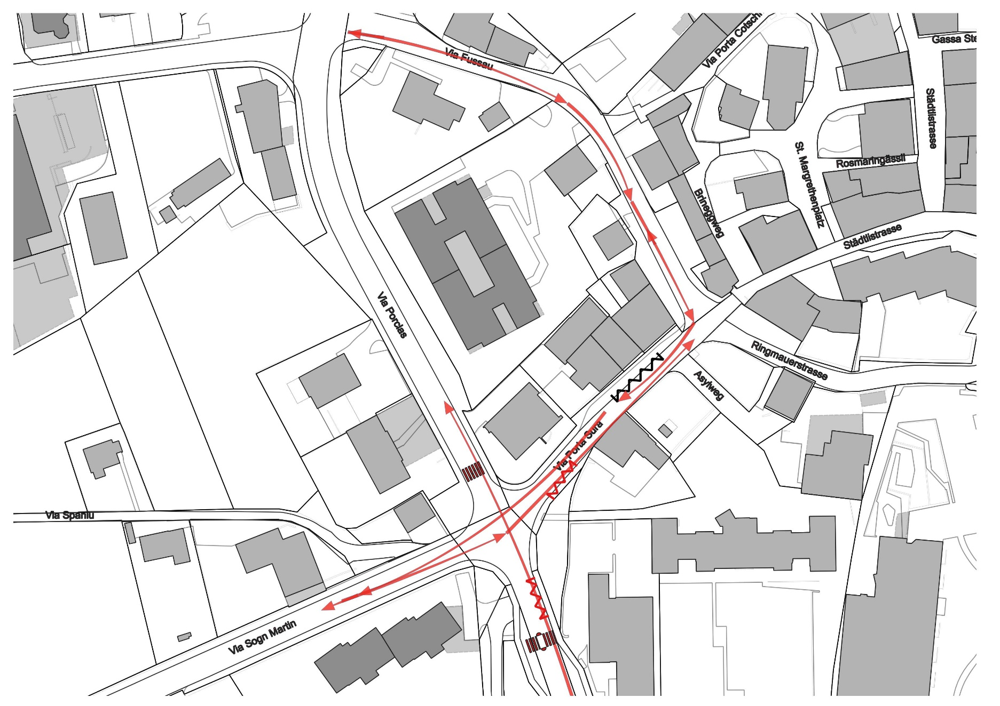 Gassa Ste
Via Porta Cotschn
Via Fussau
Städtlistrasse
Rosmaringässli
St. Margrethenplatz
Brineggweg
Städtlistrasse
Via Porclas
Ringmauerstrasse
Asylweg
Via Porta Sura
Via Spaniu
Via Sogn Martin